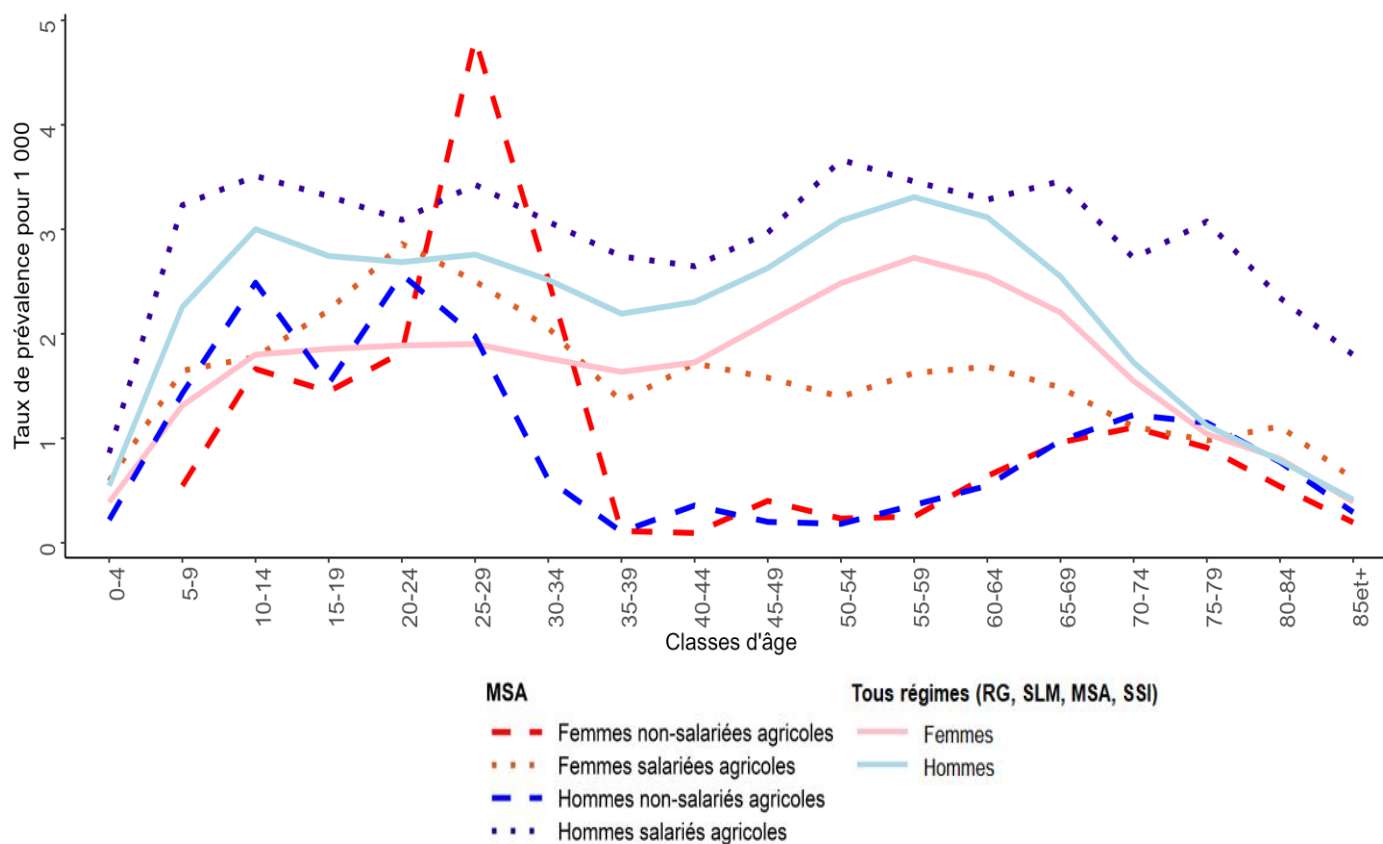 Taux de prévalence pour 1 000
5
4
3
2
1
0
0-4
5-9
10-14
15-19
20-24
25-29
30-34
35-39
40-44
45-49
50-54
55-59
60-64
65-69
70-74
75-79
80-84
85et+
Classes d'âge
MSA
Femmes non-salariées agricoles
Femmes salariées agricoles
Hommes non-salariés agricoles
Hommes salariés agricoles
Tous régimes (RG, SLM, MSA, SSI)
Femmes
Hommes